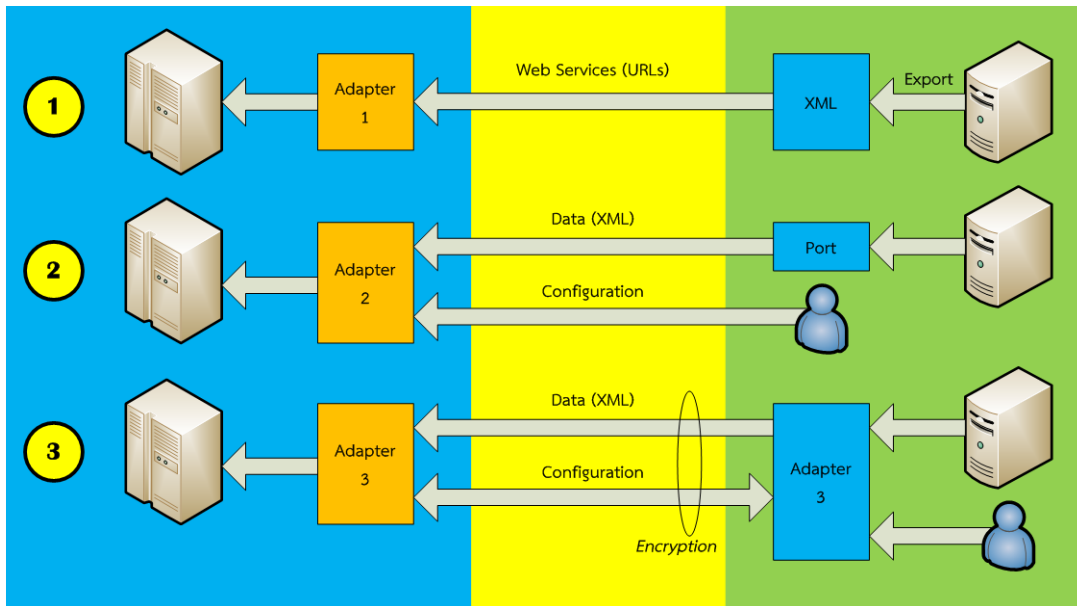 1
Adapter
1
Web Services (URLs)
XML
Export
2
Adapter
2
Data (XML)
Port
Configuration
3
Adapter
3
Data (XML)
Configuration
Adapter
3
Encryption